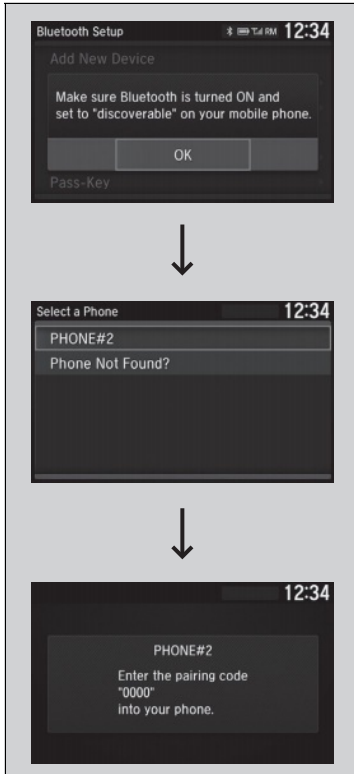 Bluetooth Setup 12:34
Add New Device
Make sure Bluetooth is turned ON and
set to "discoverable" on your mobile phone.
OK
Pass-Key
Select a Phone 12:34
PHONE#2
Phone Not Found?
12:34
PHONE#2
Enter the pairing code
"0000"
into your phone.